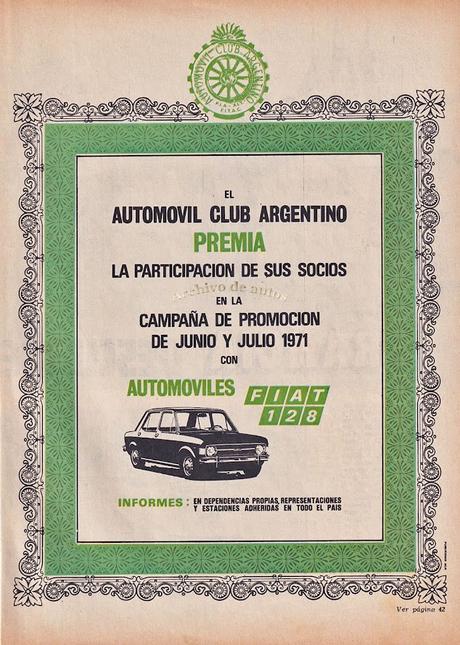 AUTOMOVIL CLUB ARGENTINO
EL
AUTOMOVIL CLUB ARGENTINO
PREMIA
LA PARTICIPACION DE SUS SOCIOS
Archivo de autos
EN LA
CAMPAÑA DE PROMOCION
DE JUNIO Y JULIO 1971
CON
AUTOMOVILES FIAT
128
INFORMES : EN DEPENDENCIAS PROPIAS, REPRESENTACIONES
Y ESTACIONES ADHERIDAS EN TODO EL PAIS
Ver página 42